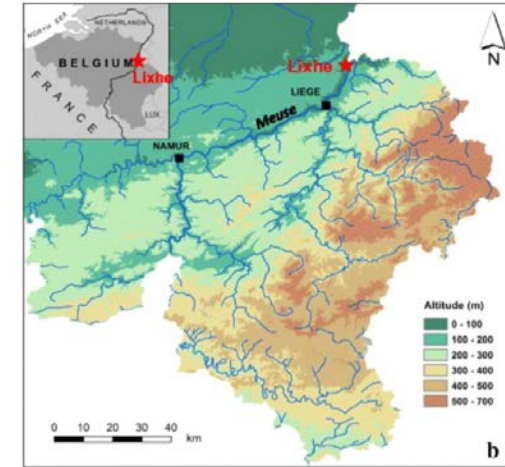 NORTH SEA
NETHERLANDS
BELGIUM
Lixhe
FRANCE
LUX.
N
Lixhe
LIEGE
Meuse
NAMUR
Altitude (m)
0 - 100
100 - 200
200 - 300
300 - 400
400 - 500
500 - 700
0 10 20 30 40
km
b